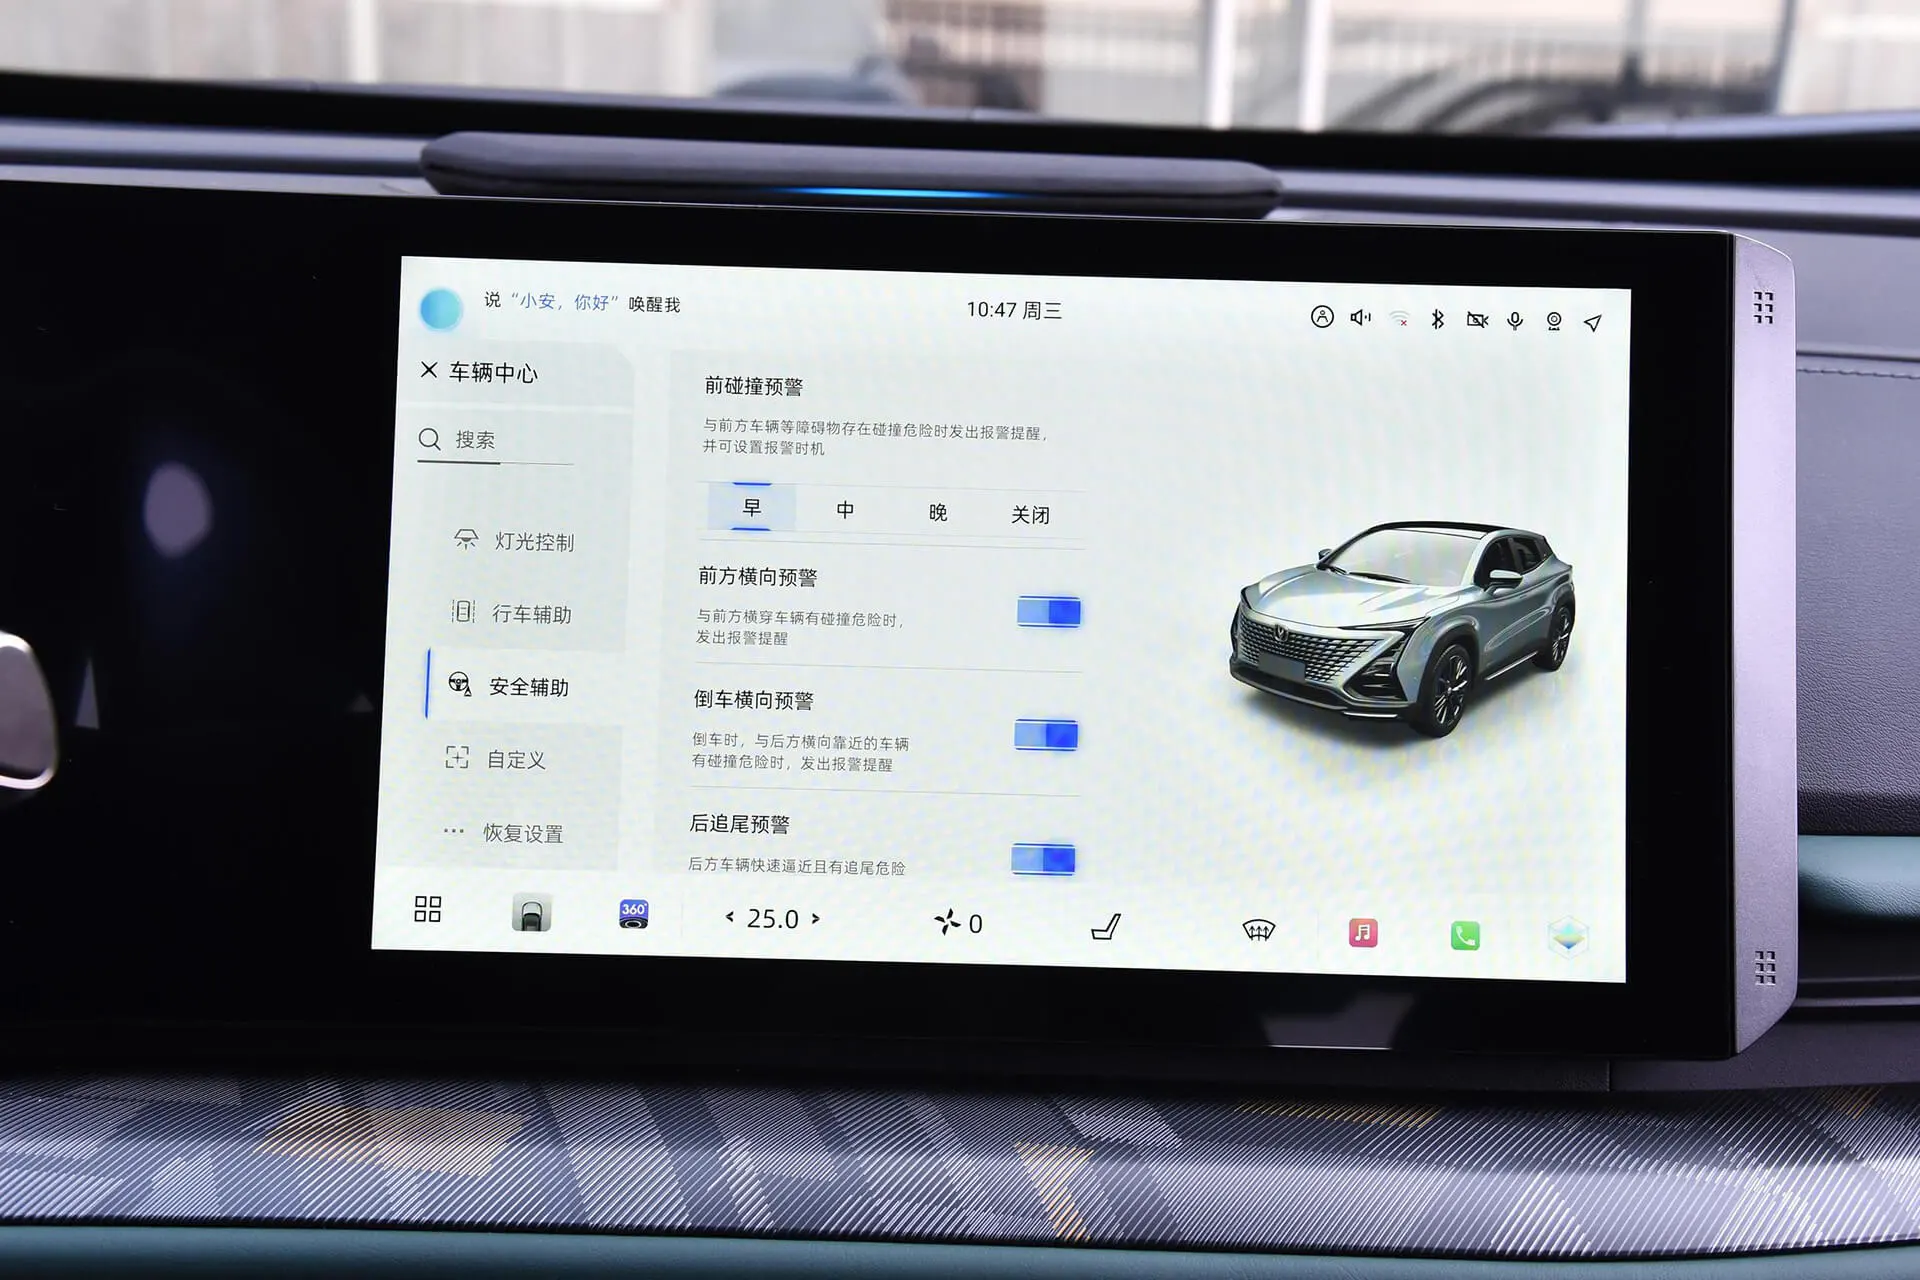 说“小安，你好”唤醒我
10:47 周三
车辆中心
搜索
灯光控制
行车辅助
安全辅助
自定义
恢复设置
前碰撞预警
与前方车辆等障碍物存在碰撞危险时发出报警提醒，
并可设置报警时机
早 中 晚 关闭
前方横向预警
与前方横穿车辆有碰撞危险时，
发出报警提醒
倒车横向预警
倒车时，与后方横向靠近的车辆
有碰撞危险时，发出报警提醒
后追尾预警
后方车辆快速逼近且有追尾危险
360°
< 25.0 >
0